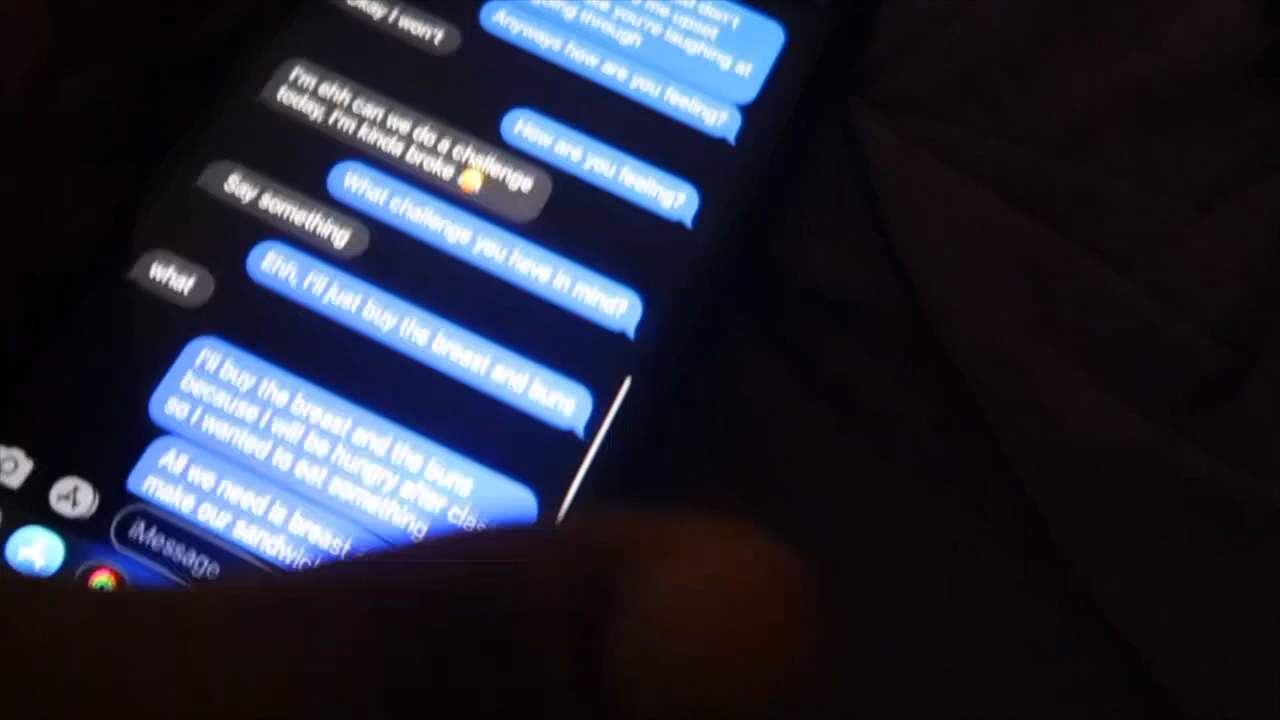 don't
me upset
you're laughing at
going through
Okay I won't
Anyways how are you feeling?
How are you feeling?
I'm ehh can we do a challenge
today, I'm kinda broke
What challenge you have in mind?
Say something
Ehh, I'll just buy the breast and buns
what
I'll buy the breast and the buns
because I will be hungry after
so I wanted to eat something
All we need is breast
make our
iMessage